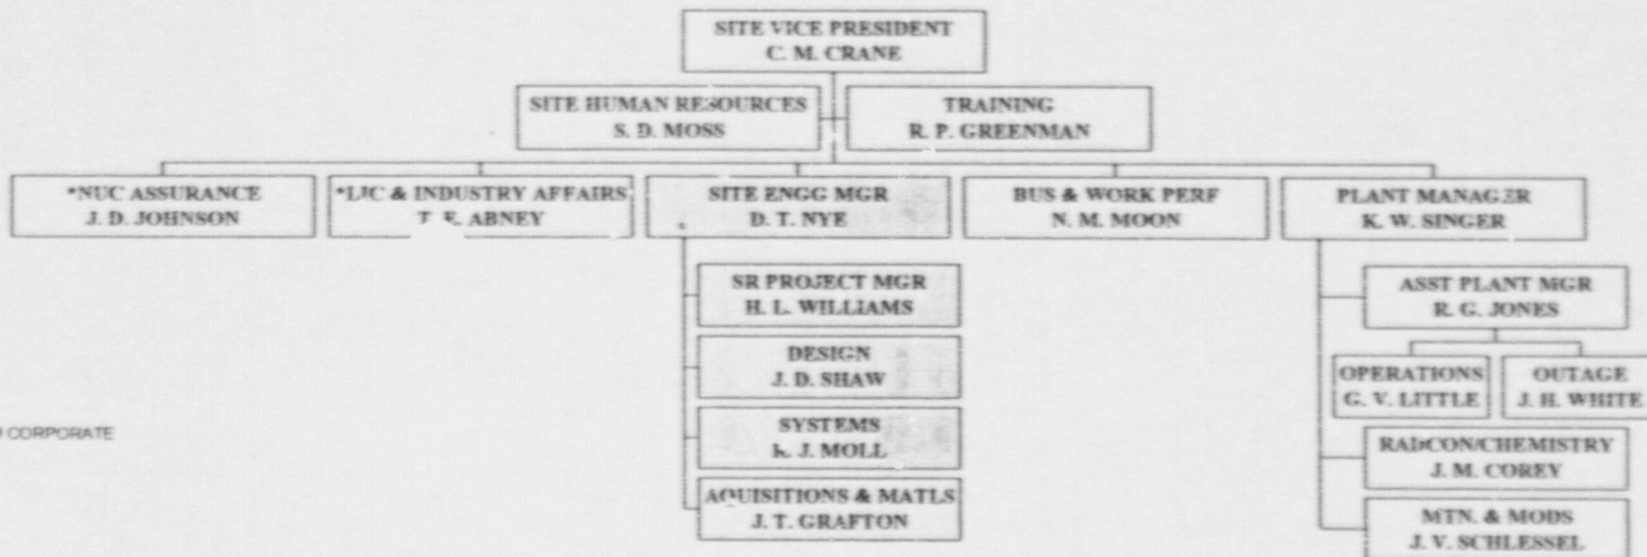 SITE VICE PRESIDENT
C. M. CRANE
SITE HUMAN RESOURCES
S. D. MOSS
TRAINING
R. P. GREENMAN
*NUC ASSURANCE
J. D. JOHNSON
*LIC & INDUSTRY AFFAIRS
T. E. ABNEY
SITE ENGG MGR
D. T. NYE
BUS & WORK PERF
N. M. MOON
PLANT MANAGER
K. W. SINGER
SR PROJECT MGR
H. L. WILLIAMS
DESIGN
J. D. SHAW
SYSTEMS
K. J. MOLL
AQUISITIONS & MATLS
J. T. GRAFTON
ASST PLANT MGR
R. G. JONES
OPERATIONS
G. V. LITTLE
OUTAGE
J. H. WHITE
RADCON/CHEMISTRY
J. M. COREY
MTN. & MODS
J. V. SCHLESSEL
CORPORATE